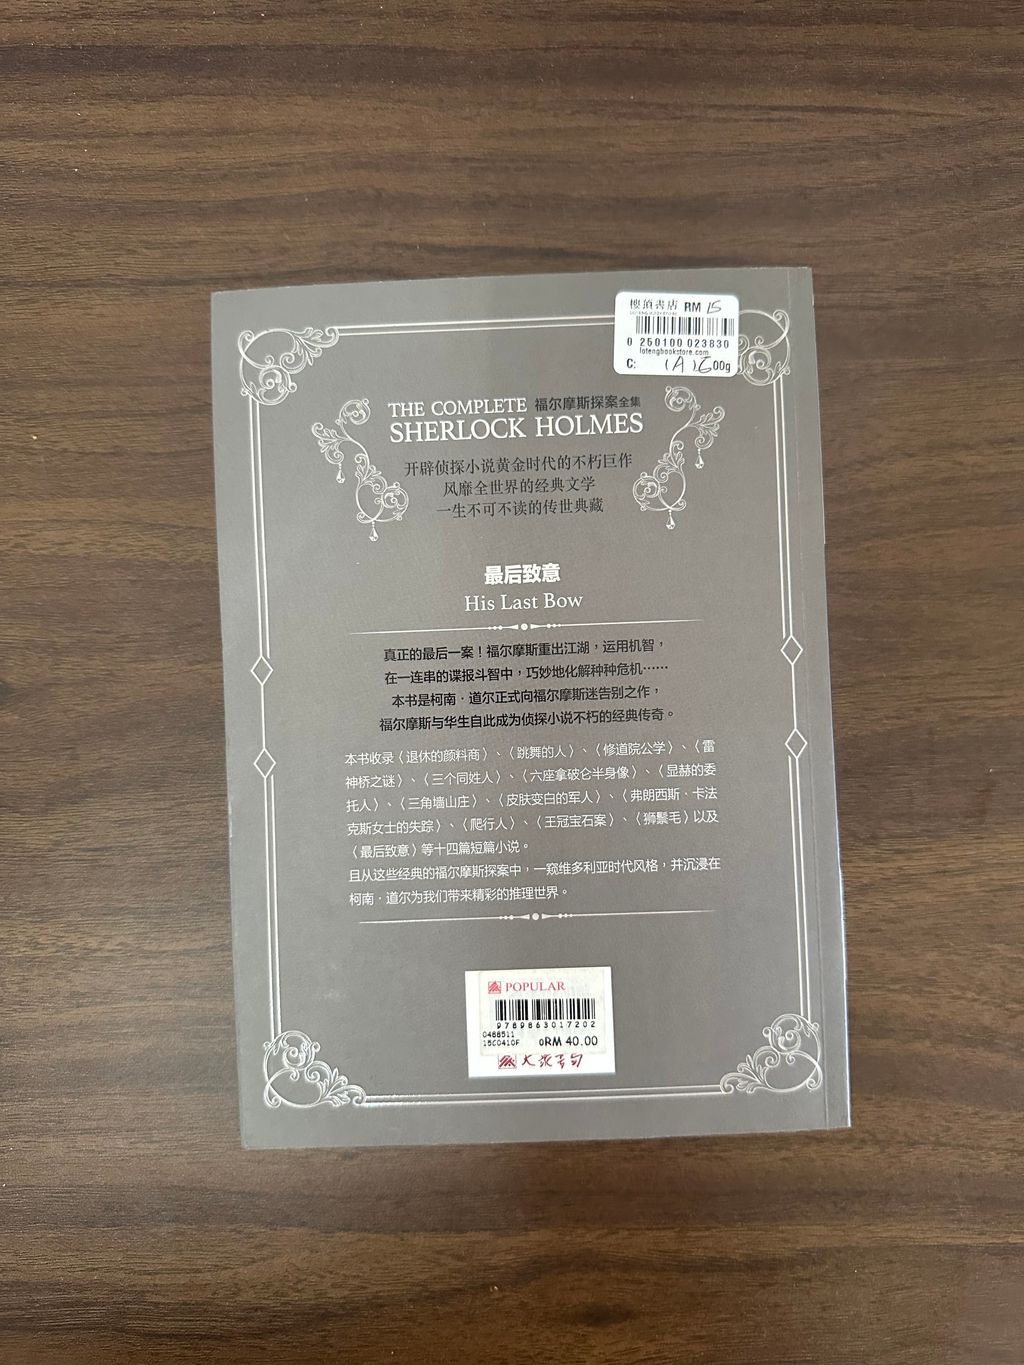 樓頂書店 RM 15
0 250100 023830
lotengbookstore.com
C: 00g
THE COMPLETE 福尔摩斯探案全集
SHERLOCK HOLMES
开辟侦探小说黄金时代的不朽巨作
风靡全世界的经典文学
一生不可不读的传世典藏
最后致意
His Last Bow
真正的最后一案！福尔摩斯重出江湖，运用机智，
在一连串的谍报斗智中，巧妙地化解种种危机……
本书是柯南·道尔正式向福尔摩斯迷告别之作，
福尔摩斯与华生自此成为侦探小说不朽的经典传奇。
本书收录〈退休的颜料商〉、〈跳舞的人〉、〈修道院公学〉、〈雷
神桥之谜〉、〈三个同姓人〉、〈六座拿破仑半身像〉、〈显赫的委
托人〉、〈三角墙山庄〉、〈皮肤变白的军人〉、〈弗朗西斯·卡法
克斯女士的失踪〉、〈爬行人〉、〈王冠宝石案〉、〈狮鬃毛〉以及
〈最后致意〉等十四篇短篇小说。
且从这些经典的福尔摩斯探案中，一窥维多利亚时代风格，并沉浸在
柯南·道尔为我们带来精彩的推理世界。
POPULAR
9789863017202
0488511
15C0410F RM 40.00
大众书局